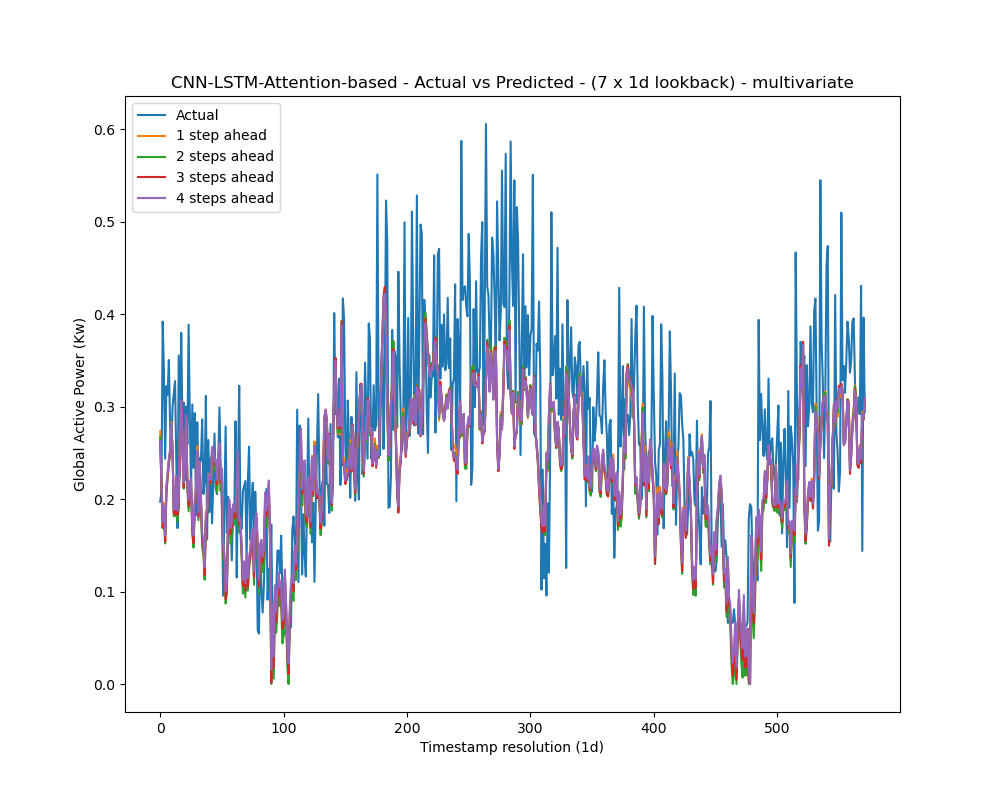 CNN-LSTM-Attention-based - Actual vs Predicted - (7 x 1d lookback) - multivariate
Actual
1 step ahead
2 steps ahead
3 steps ahead
4 steps ahead
Global Active Power (Kw)
0.6
0.5
0.4
0.3
0.2
0.1
0.0
0 100 200 300 400 500
Timestamp resolution (1d)